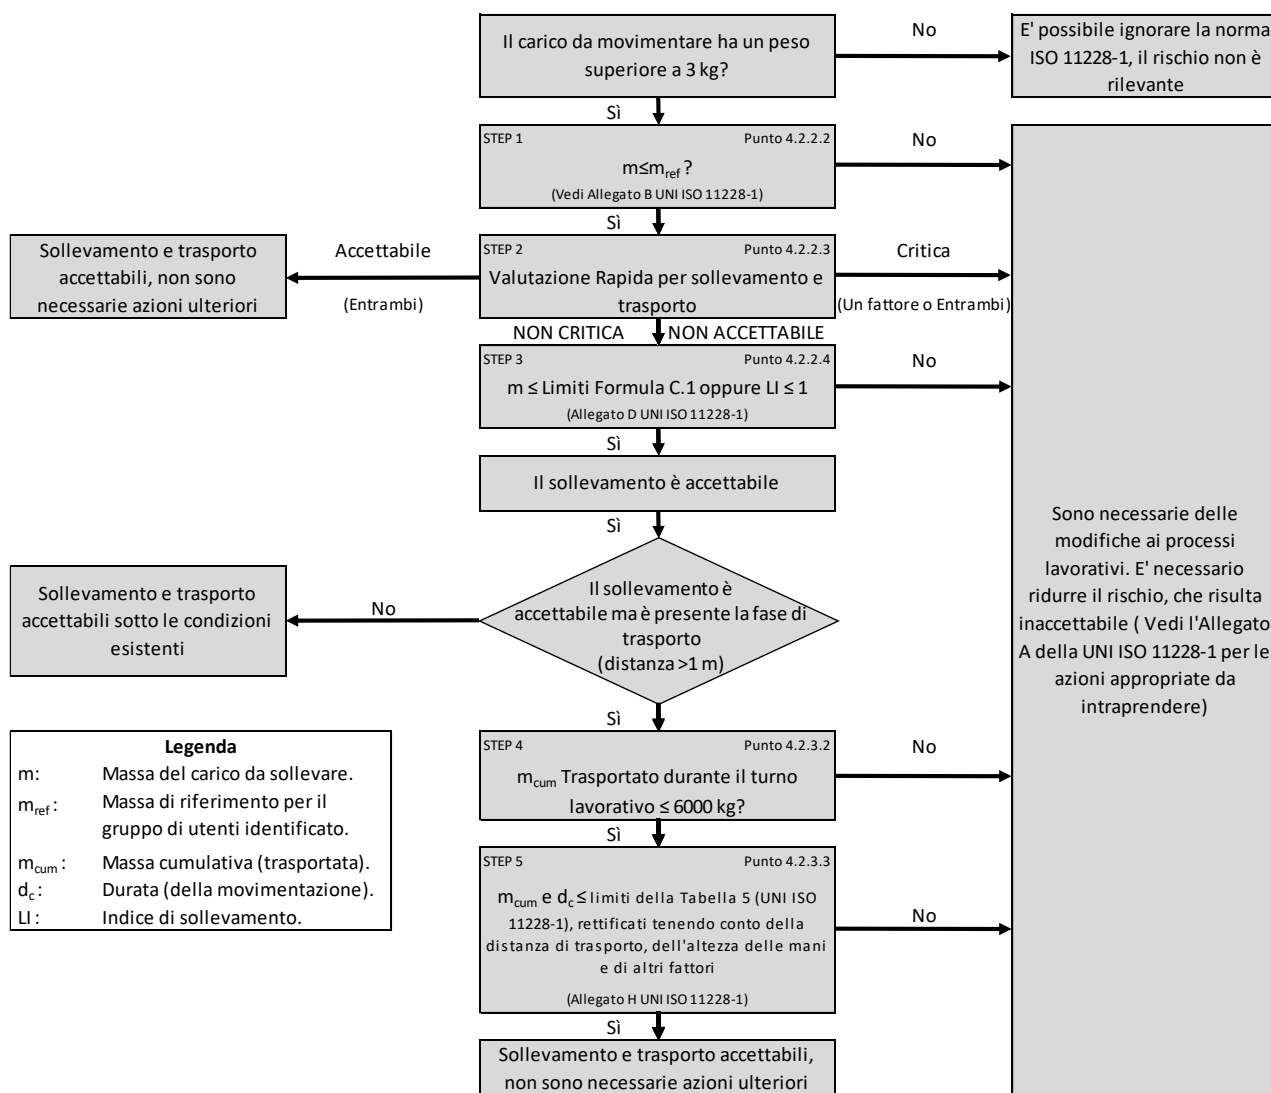 Il carico da movimentare ha un peso
superiore a 3 kg?
No
E' possibile ignorare la norma
ISO 11228-1, il rischio non è
rilevante
Sì
STEP 1 Punto 4.2.2.2
m≤mref ?
(Vedi Allegato B UNI ISO 11228-1)
No
Sì
Sollevamento e trasporto
accettabili, non sono
necessarie azioni ulteriori
Accettabile
(Entrambi)
STEP 2 Punto 4.2.2.3
Valutazione Rapida per sollevamento e
trasporto
Critica
(Un fattore o Entrambi)
NON CRITICA NON ACCETTABILE
STEP 3 Punto 4.2.2.4
m ≤ Limiti Formula C.1 oppure LI ≤ 1
(Allegato D UNI ISO 11228-1)
No
Sì
Il sollevamento è accettabile
Sì
Sollevamento e trasporto
accettabili sotto le condizioni
esistenti
No
Il sollevamento è
accettabile ma è presente la fase di
trasporto
(distanza >1 m)
Sono necessarie delle
modifiche ai processi
lavorativi. E' necessario
ridurre il rischio, che risulta
inaccettabile ( Vedi l'Allegato
A della UNI ISO 11228-1 per le
azioni appropriate da
intraprendere)
Sì
STEP 4 Punto 4.2.3.2
mcum Trasportato durante il turno
lavorativo ≤ 6000 kg?
No
Sì
Legenda
m: Massa del carico da sollevare.
mref : Massa di riferimento per il
gruppo di utenti identificato.
mcum : Massa cumulativa (trasportata).
dc : Durata (della movimentazione).
LI : Indice di sollevamento.
STEP 5 Punto 4.2.3.3
mcum e dc ≤ limiti della Tabella 5 (UNI ISO
11228-1), rettificati tenendo conto della
distanza di trasporto, dell'altezza delle mani
e di altri fattori
(Allegato H UNI ISO 11228-1)
No
Sì
Sollevamento e trasporto accettabili,
non sono necessarie azioni ulteriori